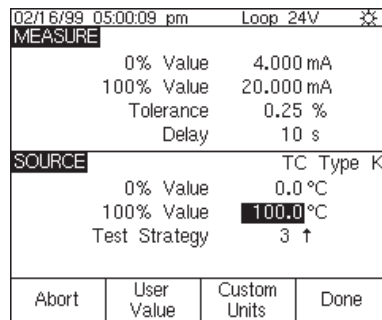 02/16/99 05:00:09 pm Loop 24V
MEASURE
0% Value 4.000 mA
100% Value 20.000 mA
Tolerance 0.25 %
Delay 10 s
SOURCE TC Type K
0% Value 0.0 °C
100% Value 100.0 °C
Test Strategy 3 ↑
Abort User Value Custom Units Done